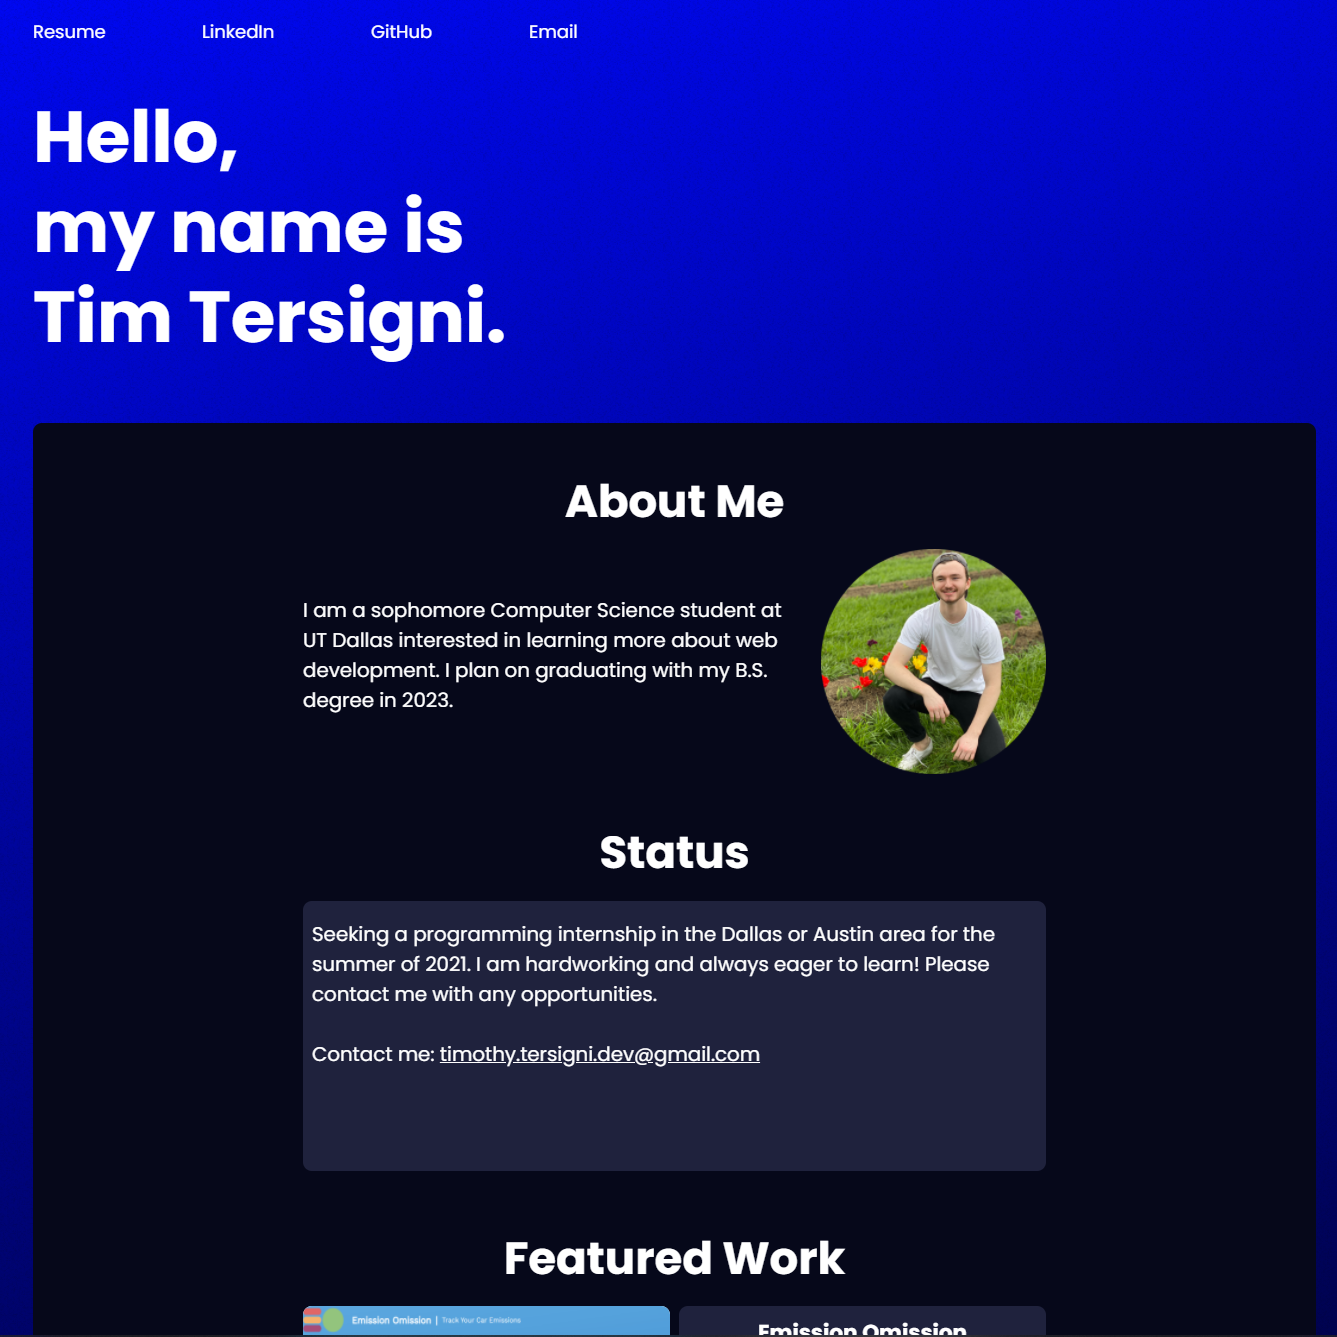 Resume LinkedIn GitHub Email
Hello,
my name is
Tim Tersigni.
About Me
I am a sophomore Computer Science student at
UT Dallas interested in learning more about web
development. I plan on graduating with my B.S.
degree in 2023.
Status
Seeking a programming internship in the Dallas or Austin area for the
summer of 2021. I am hardworking and always eager to learn! Please
contact me with any opportunities.
Contact me: timothy.tersigni.dev@gmail.com
Featured Work
Emission Omission | Track Your Car Emissions
Emission Omission